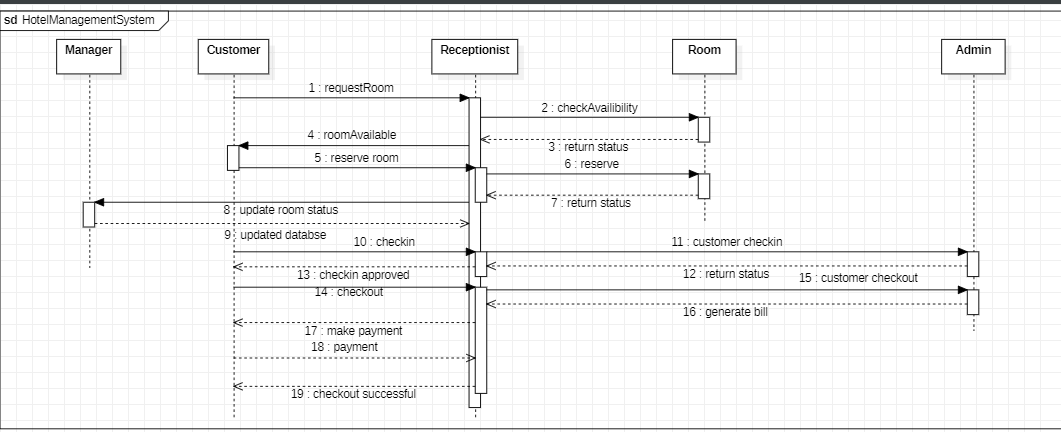 sd HotelManagementSystem
Manager
Customer
Receptionist
Room
Admin
1 : requestRoom
2 : checkAvailibility
4 : roomAvailable
3 : return status
5 : reserve room
6 : reserve
7 : return status
8 : update room status
9 : updated databse
10 : checkin
11 : customer checkin
13 : checkin approved
12 : return status
15 : customer checkout
14 : checkout
16 : generate bill
17 : make payment
18 : payment
19 : checkout successful